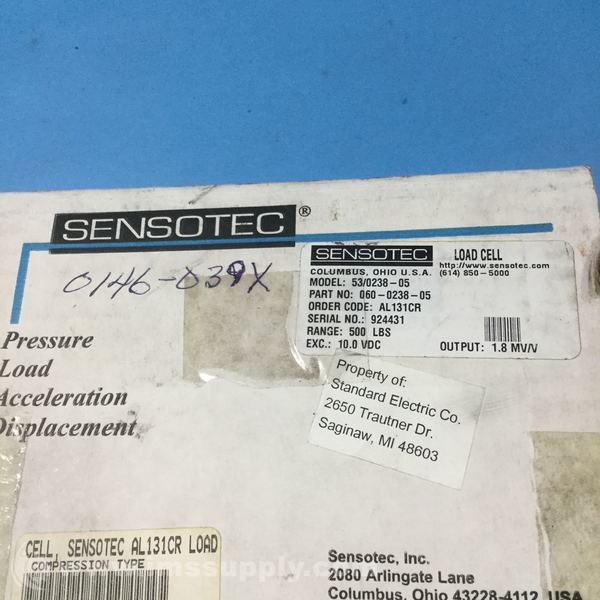 SENSOTEC®
0146-039X
SENSOTEC LOAD CELL
COLUMBUS, OHIO U.S.A. http://www.sensotec.com
(614) 850-5000
MODEL: 53/0238-05
PART NO: 060-0238-05
ORDER CODE: AL131CR
SERIAL NO.: 924431
RANGE: 500 LBS
EXC.: 10.0 VDC OUTPUT: 1.8 MV/V
Pressure
Load
Acceleration
Displacement
Property of:
Standard Electric Co.
2650 Trautner Dr.
Saginaw, MI 48603
CELL, SENSOTEC AL131CR LOAD
COMPRESSION TYPE
Sensotec, Inc.
2080 Arlingate Lane
Columbus, Ohio 43228-4112 USA